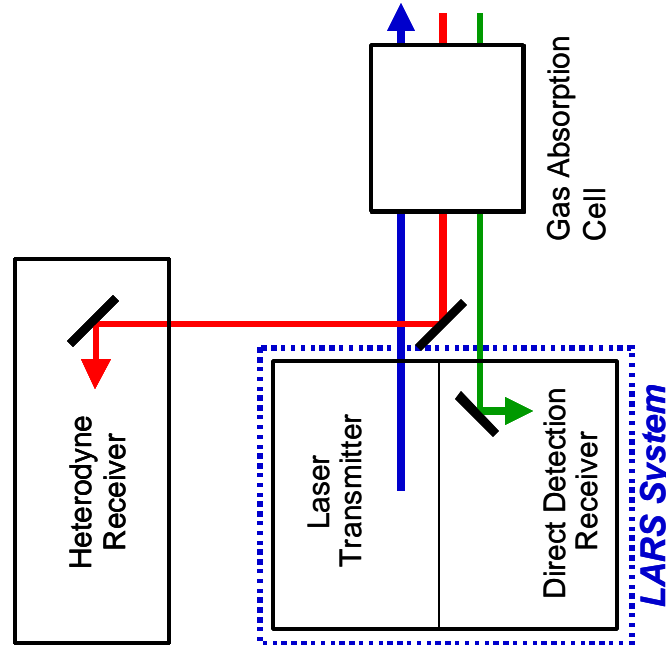 Heterodyne
Receiver
Laser
Transmitter
Direct Detection
Receiver
LARS System
Gas Absorption
Cell